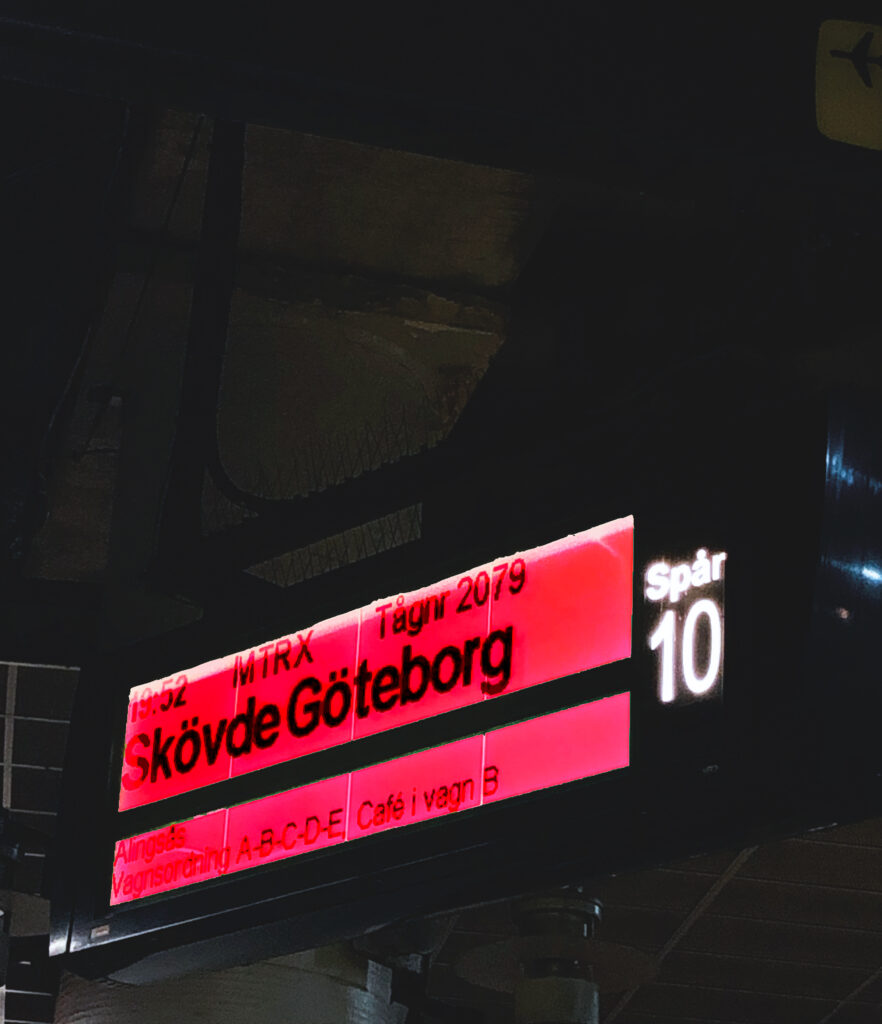 19:52 MTRX Tågnr 2079
Skövde Göteborg
Alingsås
Vagnsordning A-B-C-D-E Café i vagn B
Spår
10